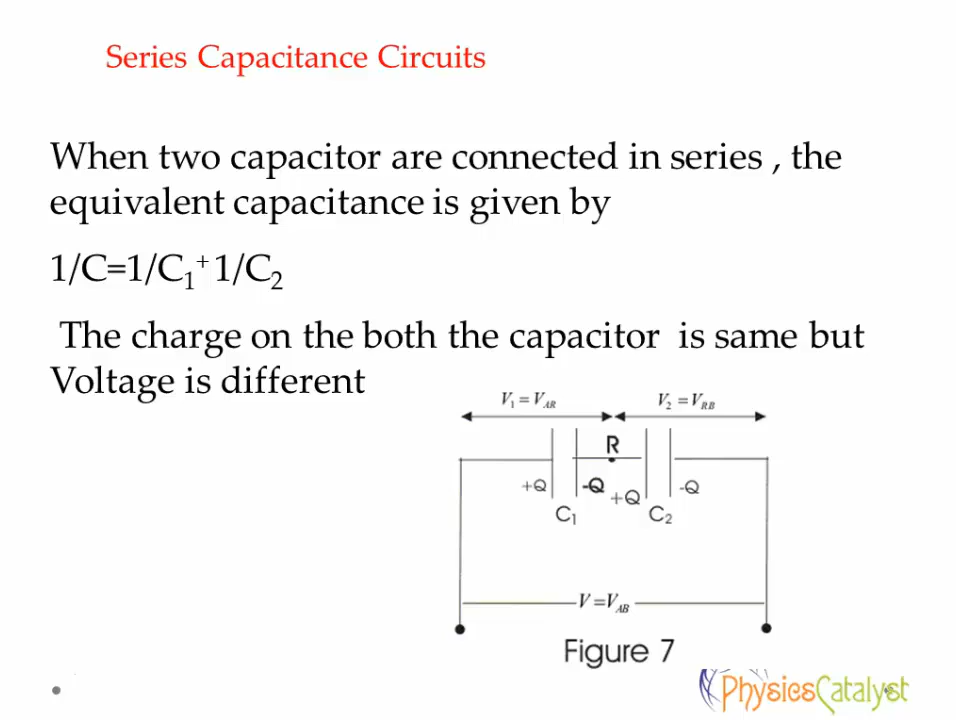 Series Capacitance Circuits
When two capacitor are connected in series , the
equivalent capacitance is given by
1/C=1/C₁⁺ 1/C₂
The charge on the both the capacitor is same but
Voltage is different
V₁ = V_AR V₂ = V_RB
R
+Q -Q +Q -Q
C₁ C₂
V =V_AB
Figure 7
PhysicsCatalyst